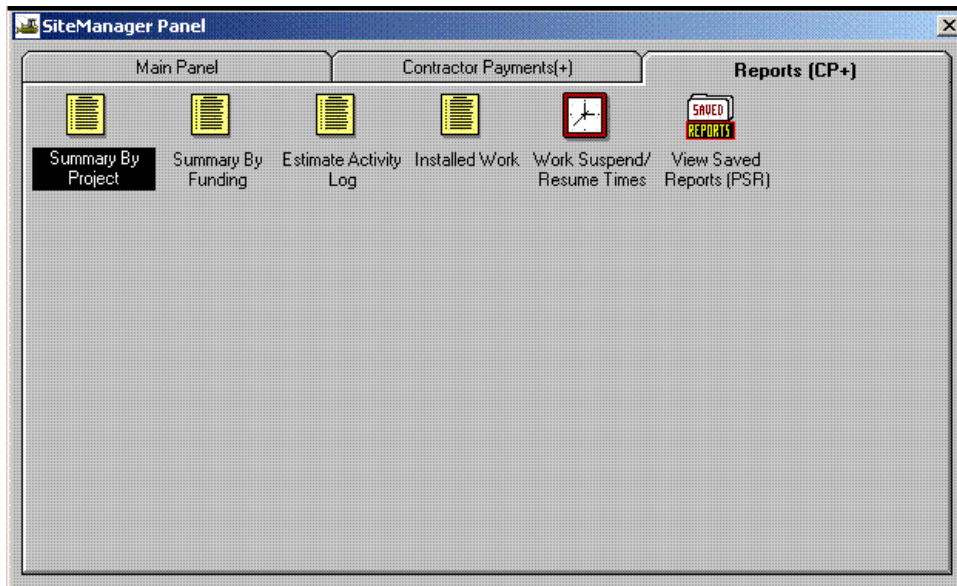 SiteManager Panel
Main Panel
Contractor Payments(+)
Reports (CP+)
SAVED
REPORTS
Summary By
Project
Summary By
Funding
Estimate Activity
Log
Installed Work
Work Suspend/
Resume Times
View Saved
Reports (PSR)